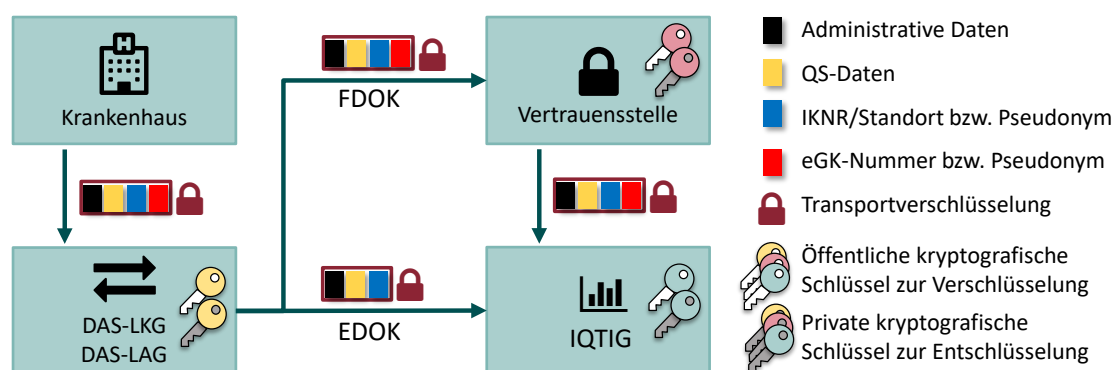 H
Krankenhaus
FDOK
Vertrauensstelle
DAS-LKG
DAS-LAG
EDOK
IQTIG
Administrative Daten
QS-Daten
IKNR/Standort bzw. Pseudonym
eGK-Nummer bzw. Pseudonym
Transportverschlüsselung
Öffentliche kryptografische
Schlüssel zur Verschlüsselung
Private kryptografische
Schlüssel zur Entschlüsselung